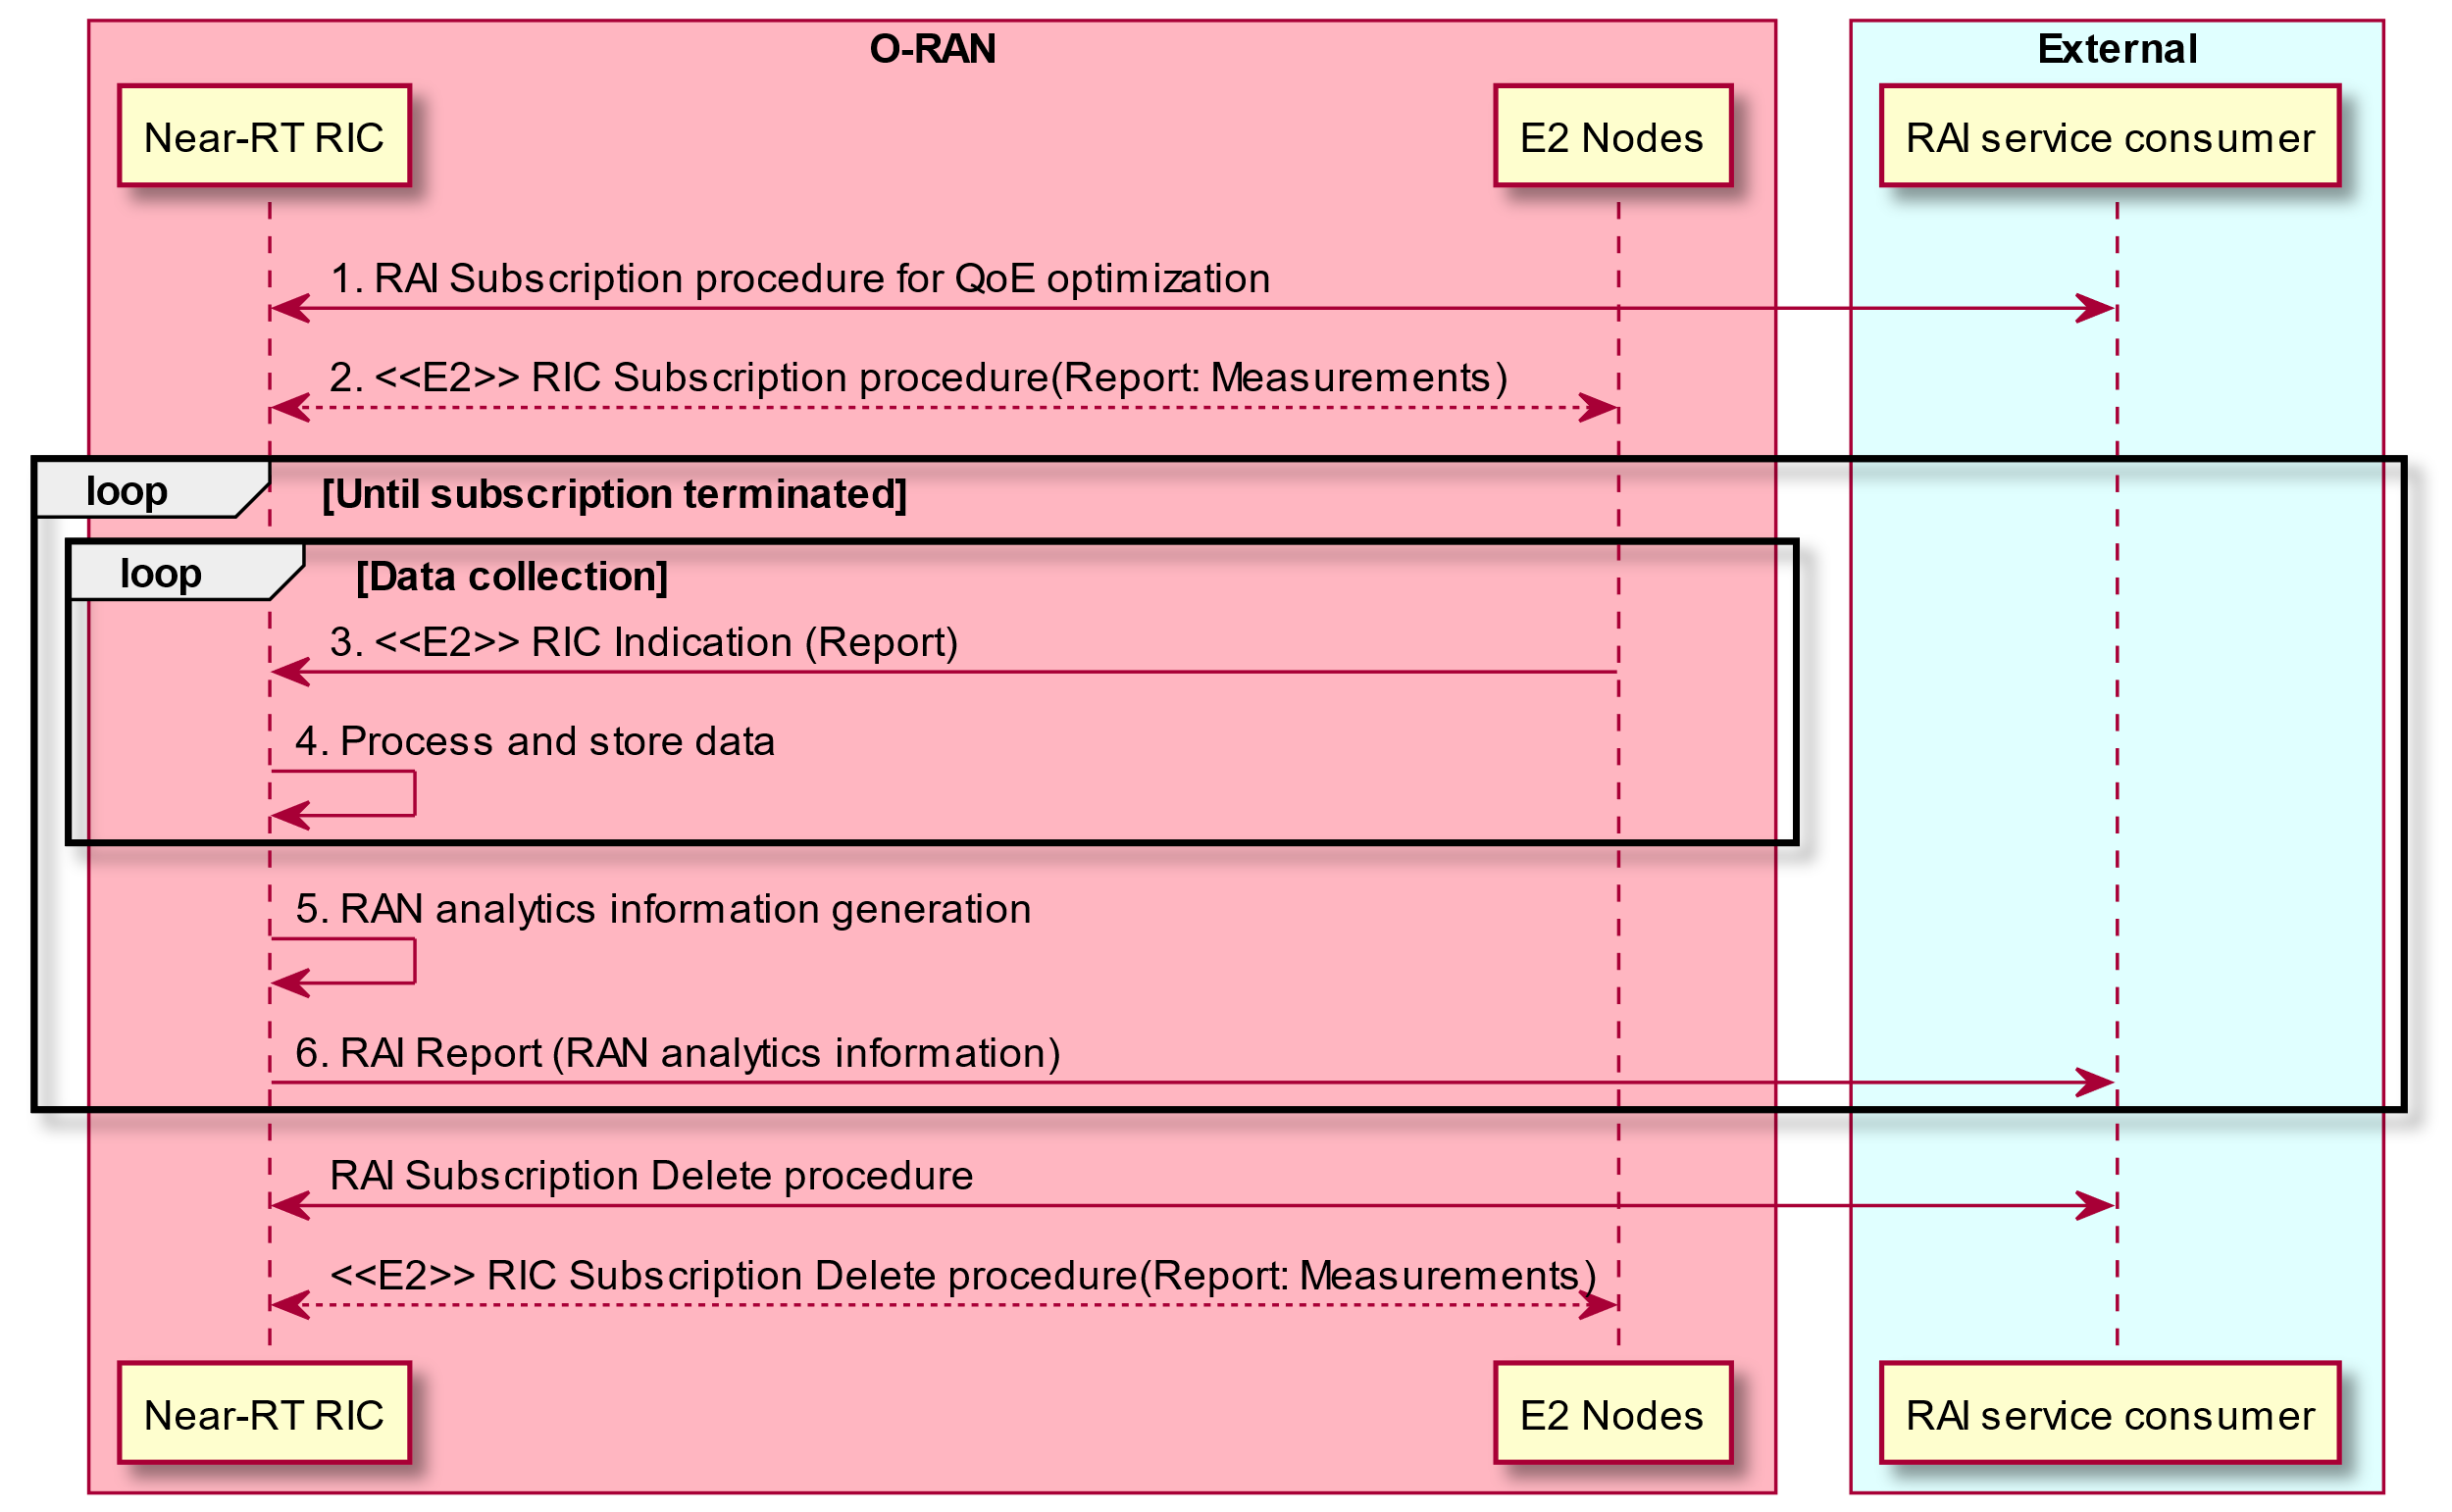 O-RAN
External
Near-RT RIC
E2 Nodes
RAI service consumer
1. RAI Subscription procedure for QoE optimization
2. <<E2>> RIC Subscription procedure(Report: Measurements)
loop
[Until subscription terminated]
loop
[Data collection]
3. <<E2>> RIC Indication (Report)
4. Process and store data
5. RAN analytics information generation
6. RAI Report (RAN analytics information)
RAI Subscription Delete procedure
<<E2>> RIC Subscription Delete procedure(Report: Measurements)
Near-RT RIC
E2 Nodes
RAI service consumer